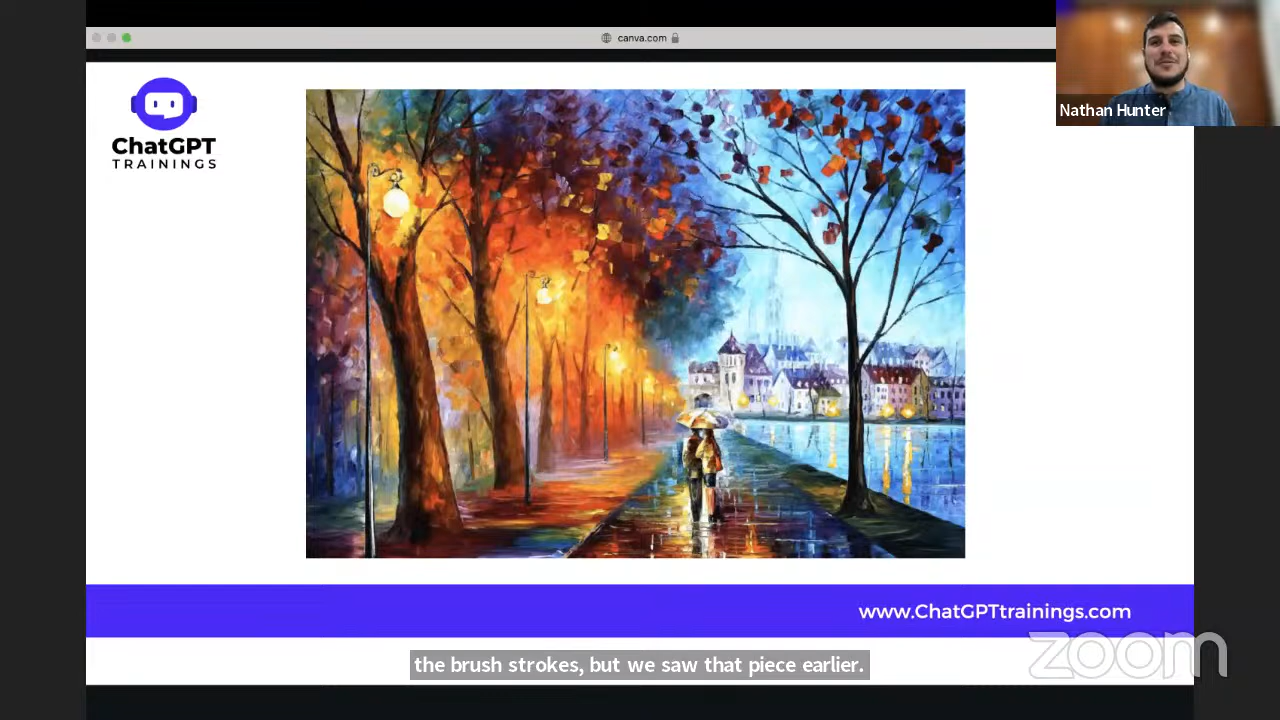 canva.com
Nathan Hunter
ChatGPT
TRAININGS
www.ChatGPTtrainings.com
zoom
the brush strokes, but we saw that piece earlier.